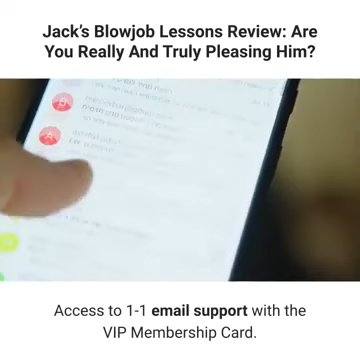 Jack’s Blowjob Lessons Review: Are
You Really And Truly Pleasing Him?
B
A
Access to 1-1 email support with the
VIP Membership Card.